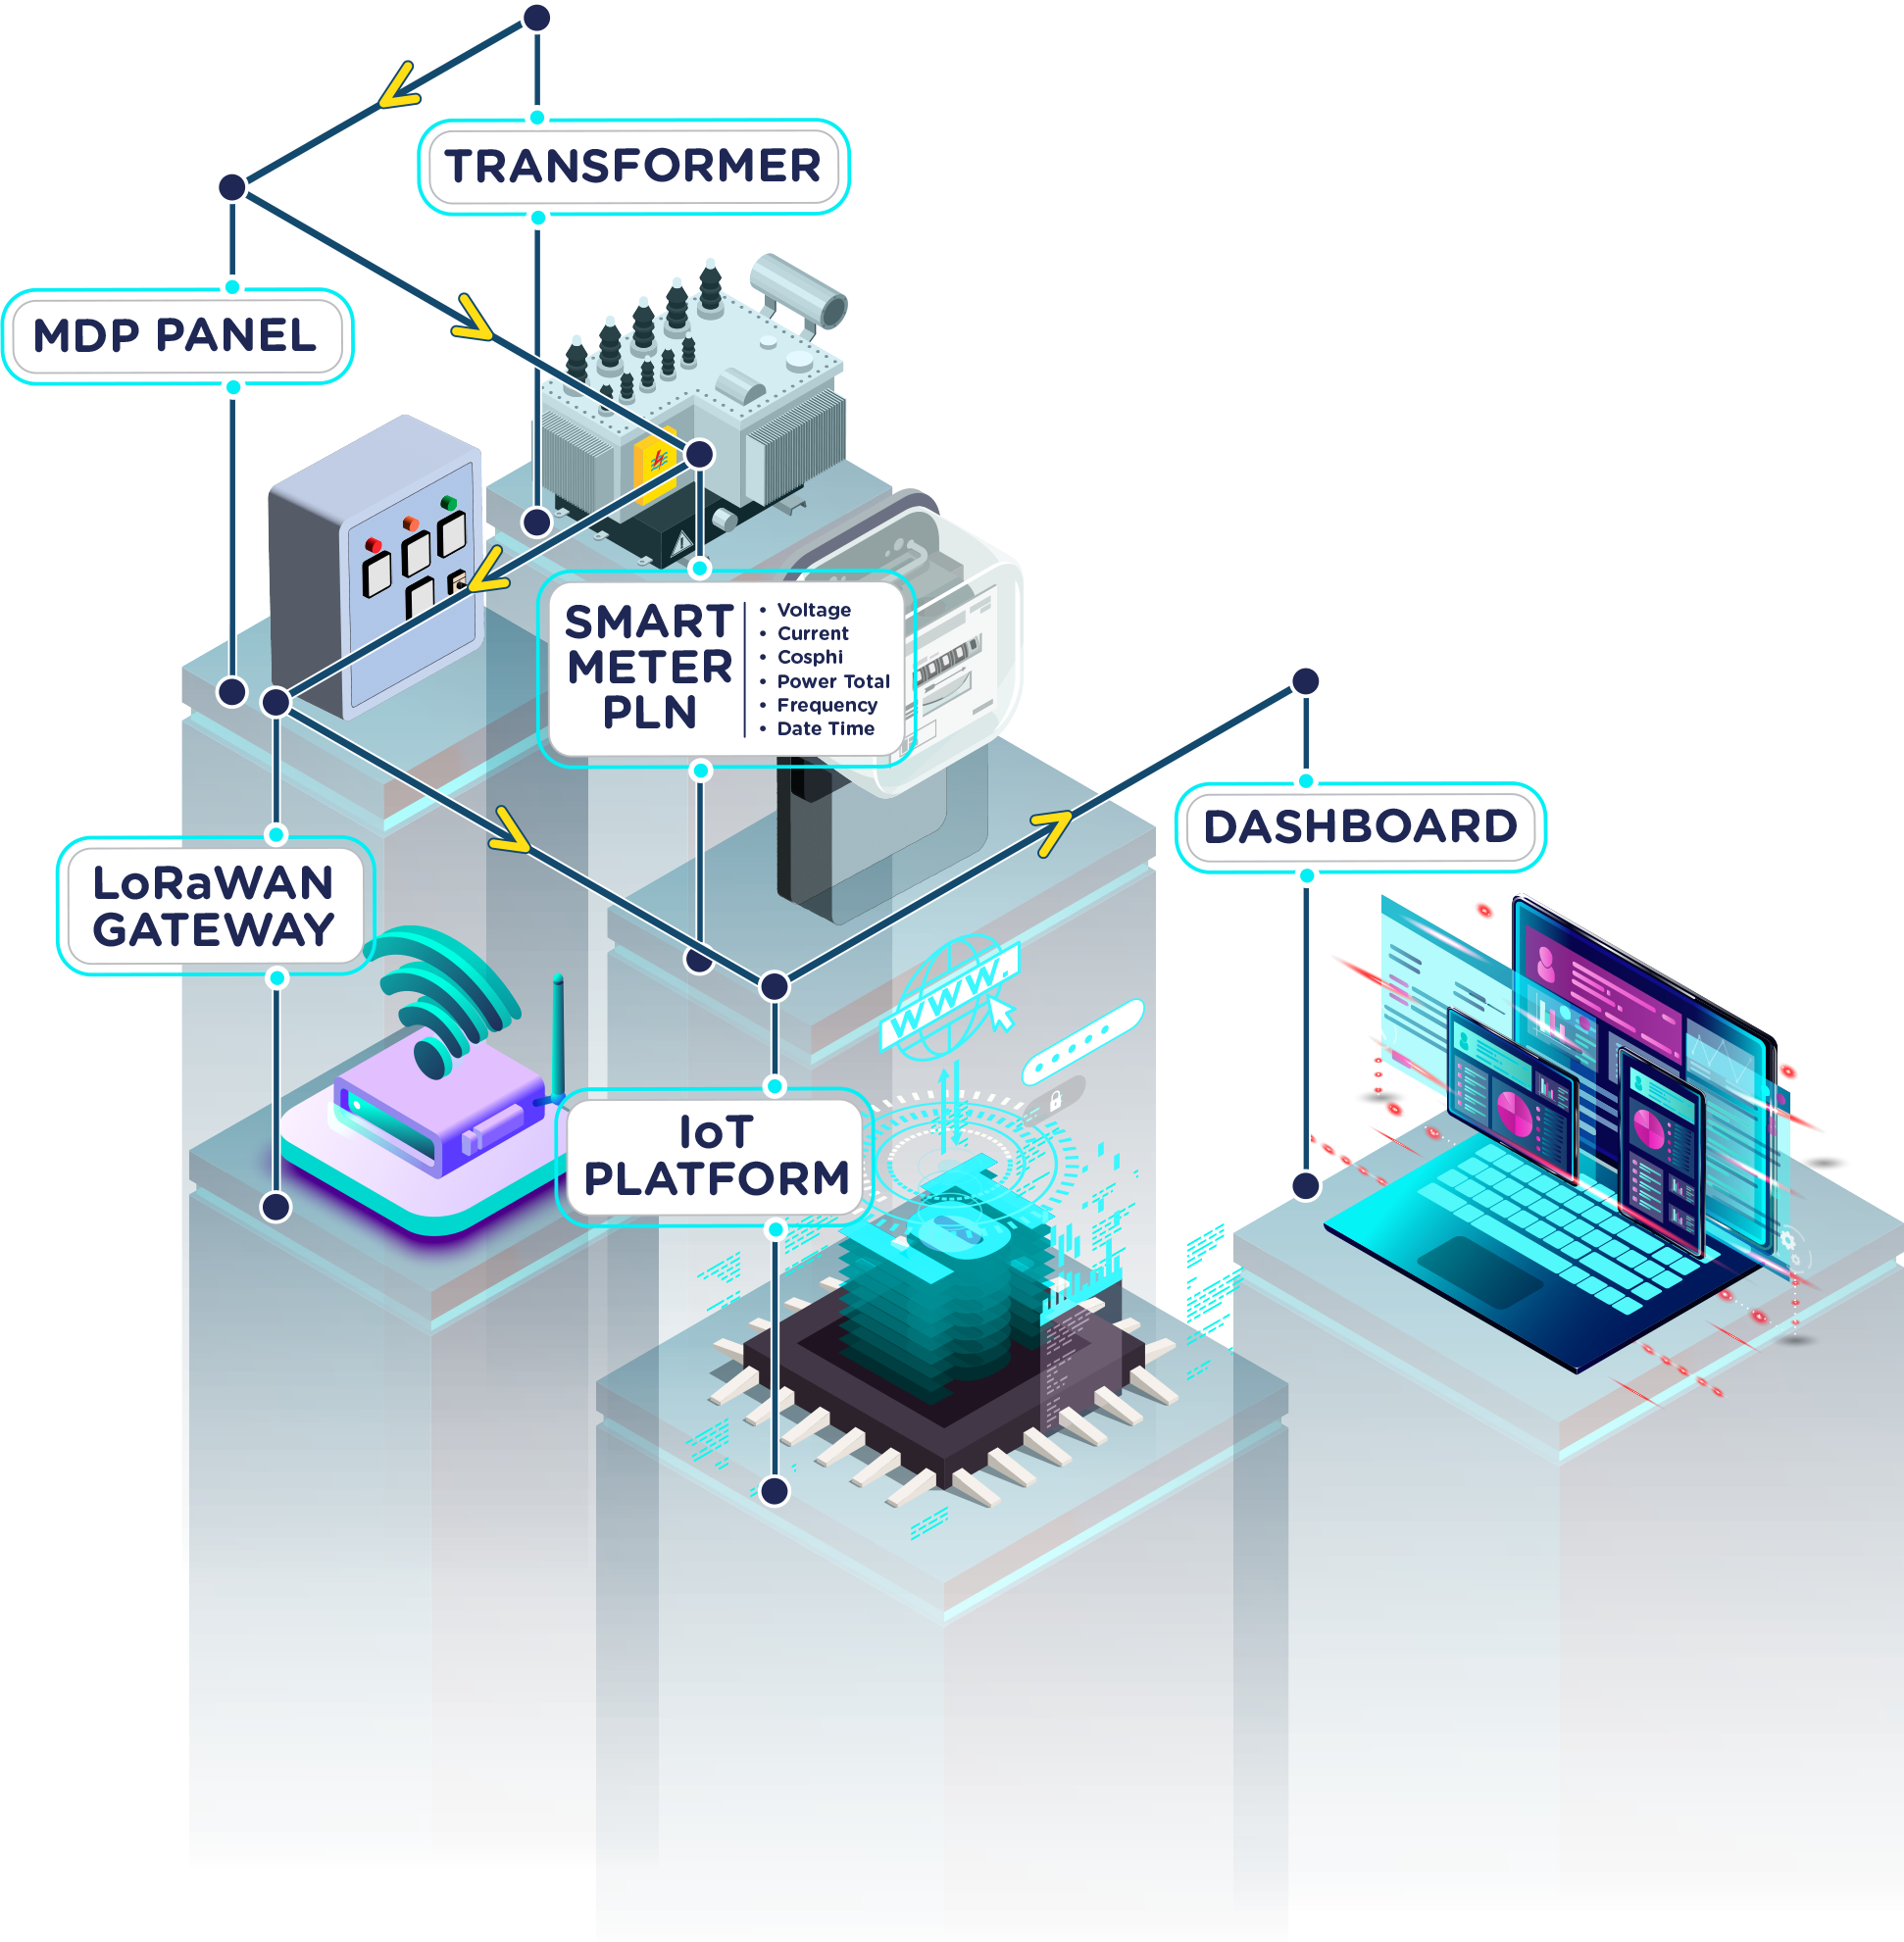 TRANSFORMER
MDP PANEL
SMART
METER
PLN
• Voltage
• Current
• Cosphi
• Power Total
• Frequency
• Date Time
DASHBOARD
LoRaWAN
GATEWAY
WWW.
IoT
PLATFORM
IoT